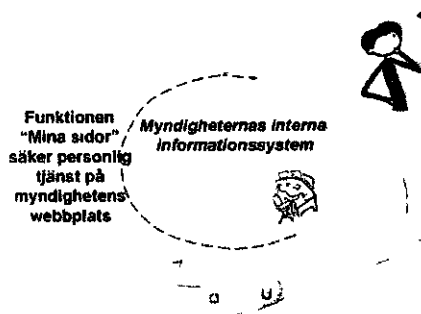 Funktionen
"Mina sidor"
säker personlig
tjänst på
myndighetens
webbplats
Myndigheternas interna
informationssystem